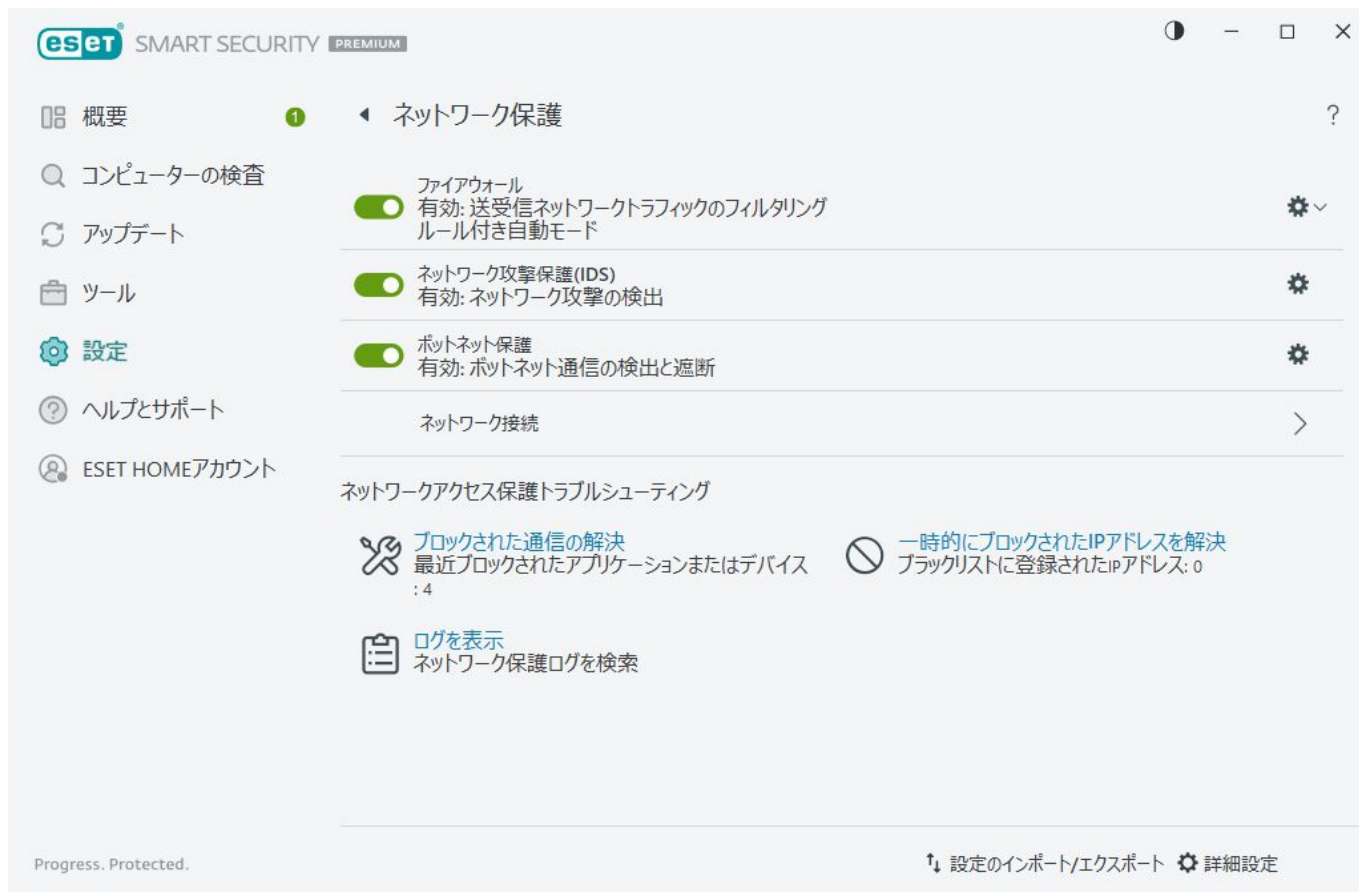 eset® SMART SECURITY PREMIUM
概要
1
コンピューターの検査
アップデート
ツール
設定
ヘルプとサポート
ESET HOMEアカウント
ネットワーク保護
?
ファイアウォール
有効: 送受信ネットワークトラフィックのフィルタリング
ルール付き自動モード
ネットワーク攻撃保護(IDS)
有効: ネットワーク攻撃の検出
ボットネット保護
有効: ボットネット通信の検出と遮断
ネットワーク接続
ネットワークアクセス保護トラブルシューティング
ブロックされた通信の解決
最近ブロックされたアプリケーションまたはデバイス
: 4
一時的にブロックされたIPアドレスを解決
ブラックリストに登録されたIPアドレス: 0
ログを表示
ネットワーク保護ログを検索
Progress. Protected.
設定のインポート/エクスポート
詳細設定